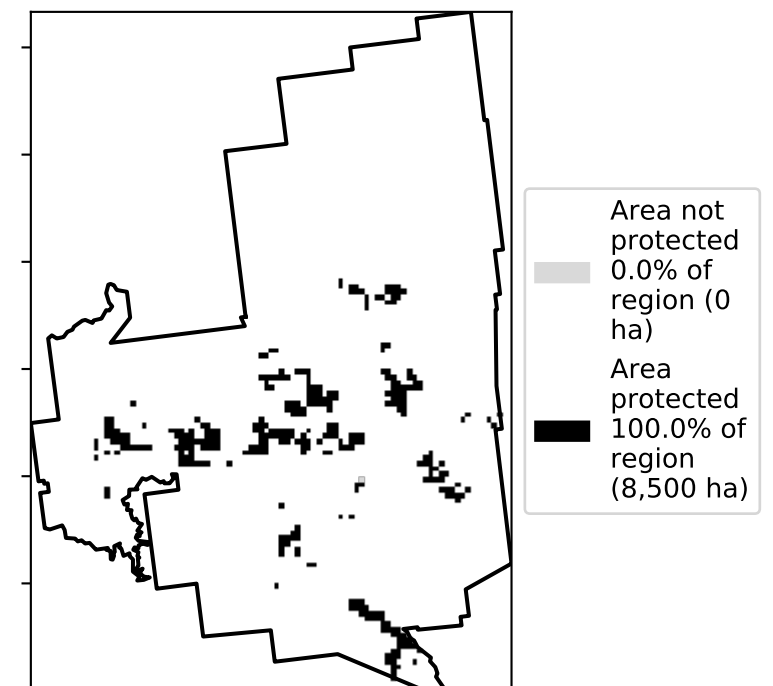 Area not
protected
0.0% of
region (0
ha)
Area
protected
100.0% of
region
(8,500 ha)